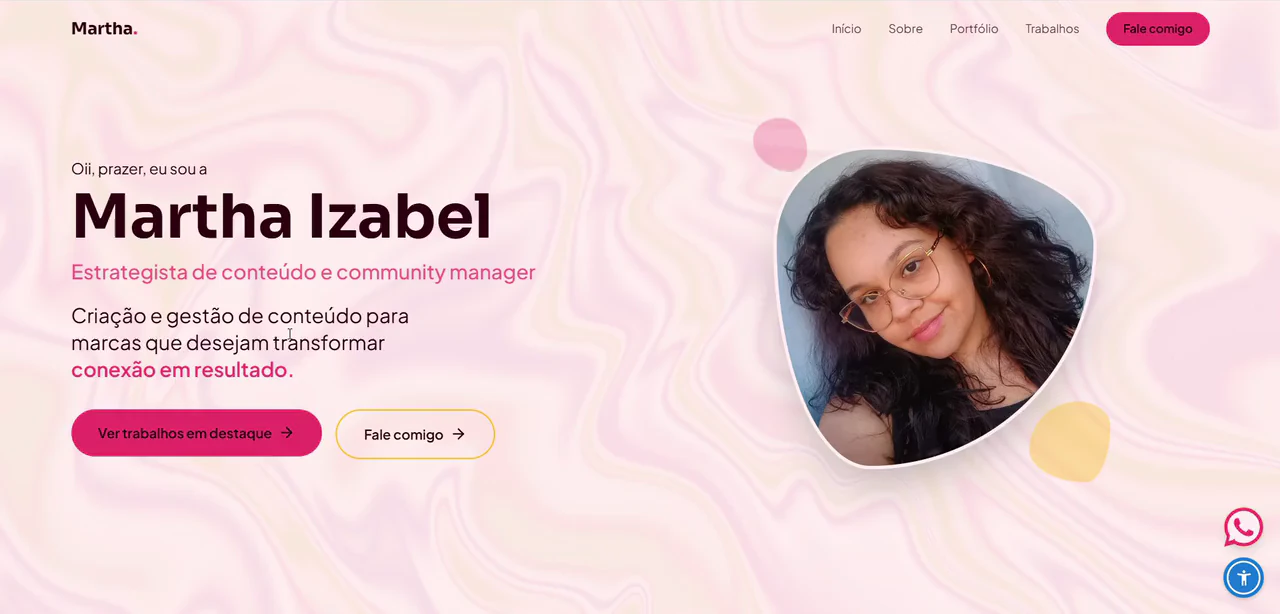 Martha.
Início Sobre Portfólio Trabalhos Fale comigo
Oii, prazer, eu sou a
Martha Izabel
Estrategista de conteúdo e community manager
Criação e gestão de conteúdo para
marcas que desejam transformar
conexão em resultado.
Ver trabalhos em destaque → Fale comigo →